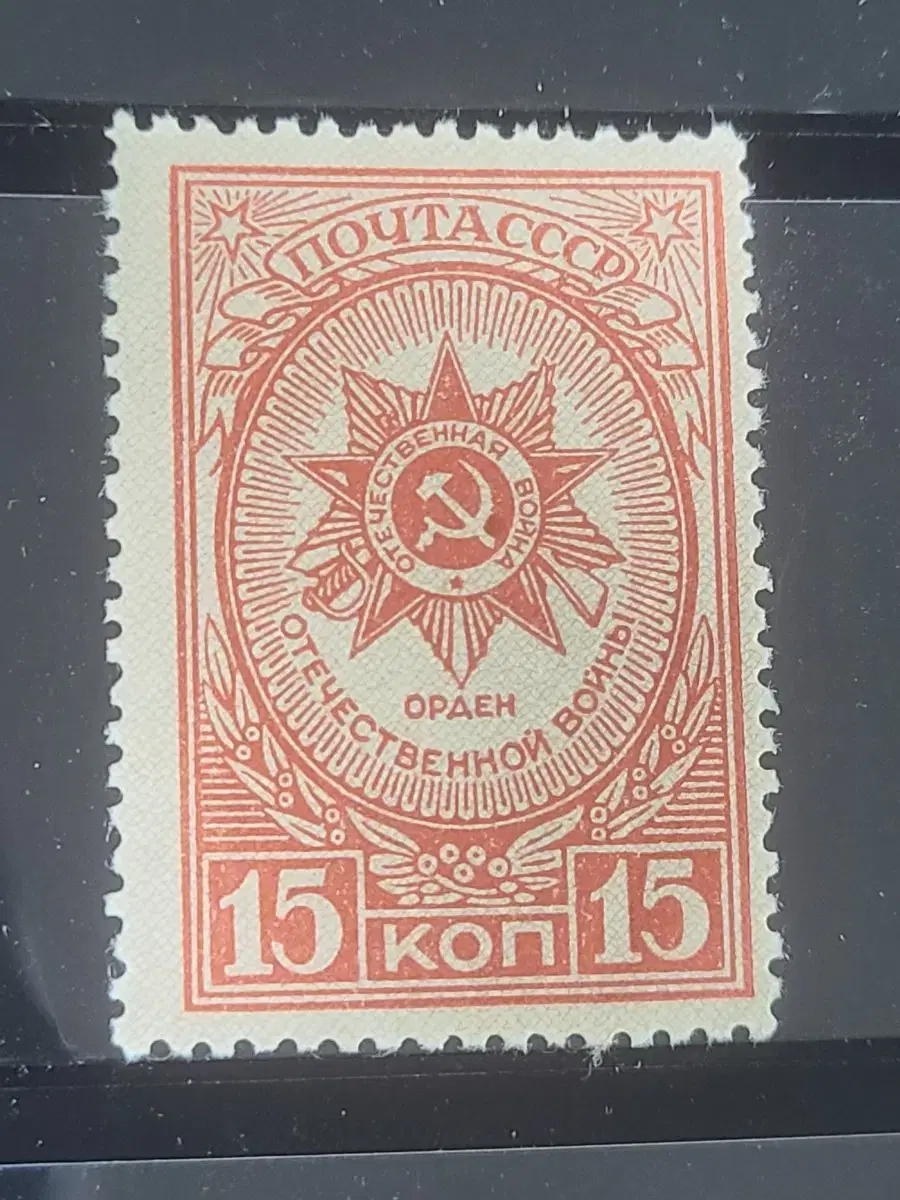 ПОЧТА СССР
ОТЕЧЕСТВЕННАЯ ВОЙНА
ОРДЕН
ОТЕЧЕСТВЕННОЙ ВОЙНЫ
15 КОП 15